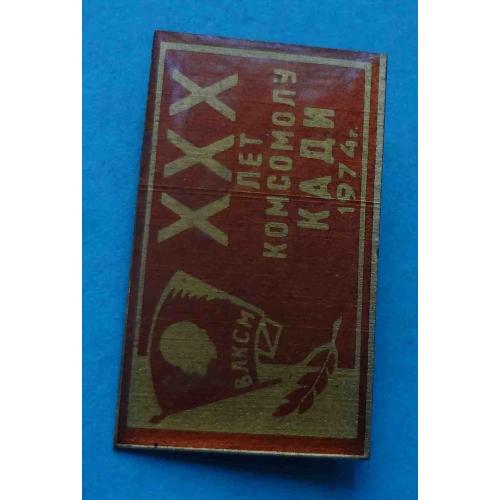 XXX
ЛЕТ
КОМСОМОЛУ
КАДИ
1974г.
ВЛКСМ